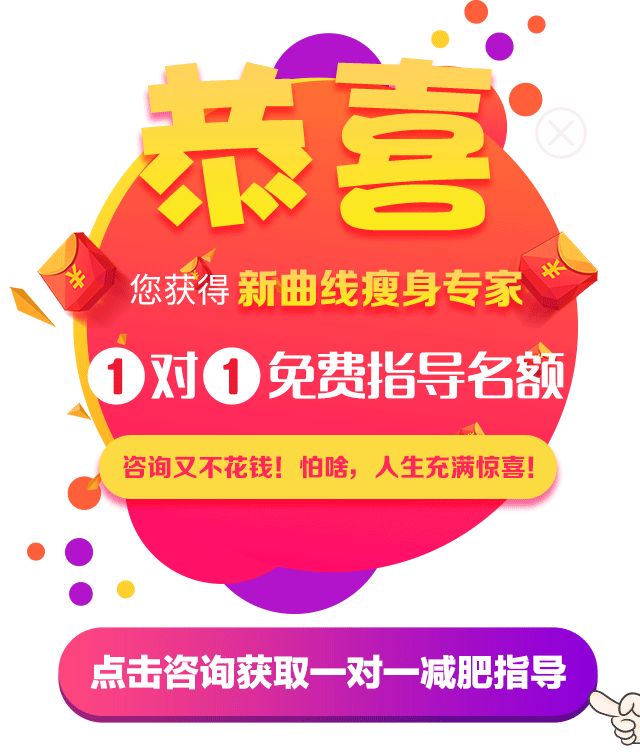 恭喜
您获得 新曲线瘦身专家
1对1免费指导名额
咨询又不花钱！怕啥，人生充满惊喜！
点击咨询获取一对一减肥指导